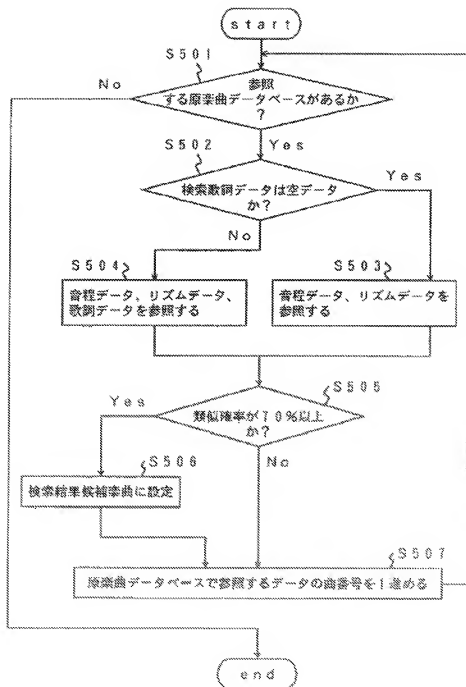 start
S501
参照
する原楽曲データベースがあるか
?
No
Yes
S502
検索歌詞データは空データ
か?
Yes
No
S504
音程データ、リズムデータ、
歌詞データを参照する
S503
音程データ、リズムデータを
参照する
S505
類似確率が70%以上
か?
Yes
No
S506
検索結果候補楽曲に設定
S507
原楽曲データベースで参照するデータの曲番号を1進める
end